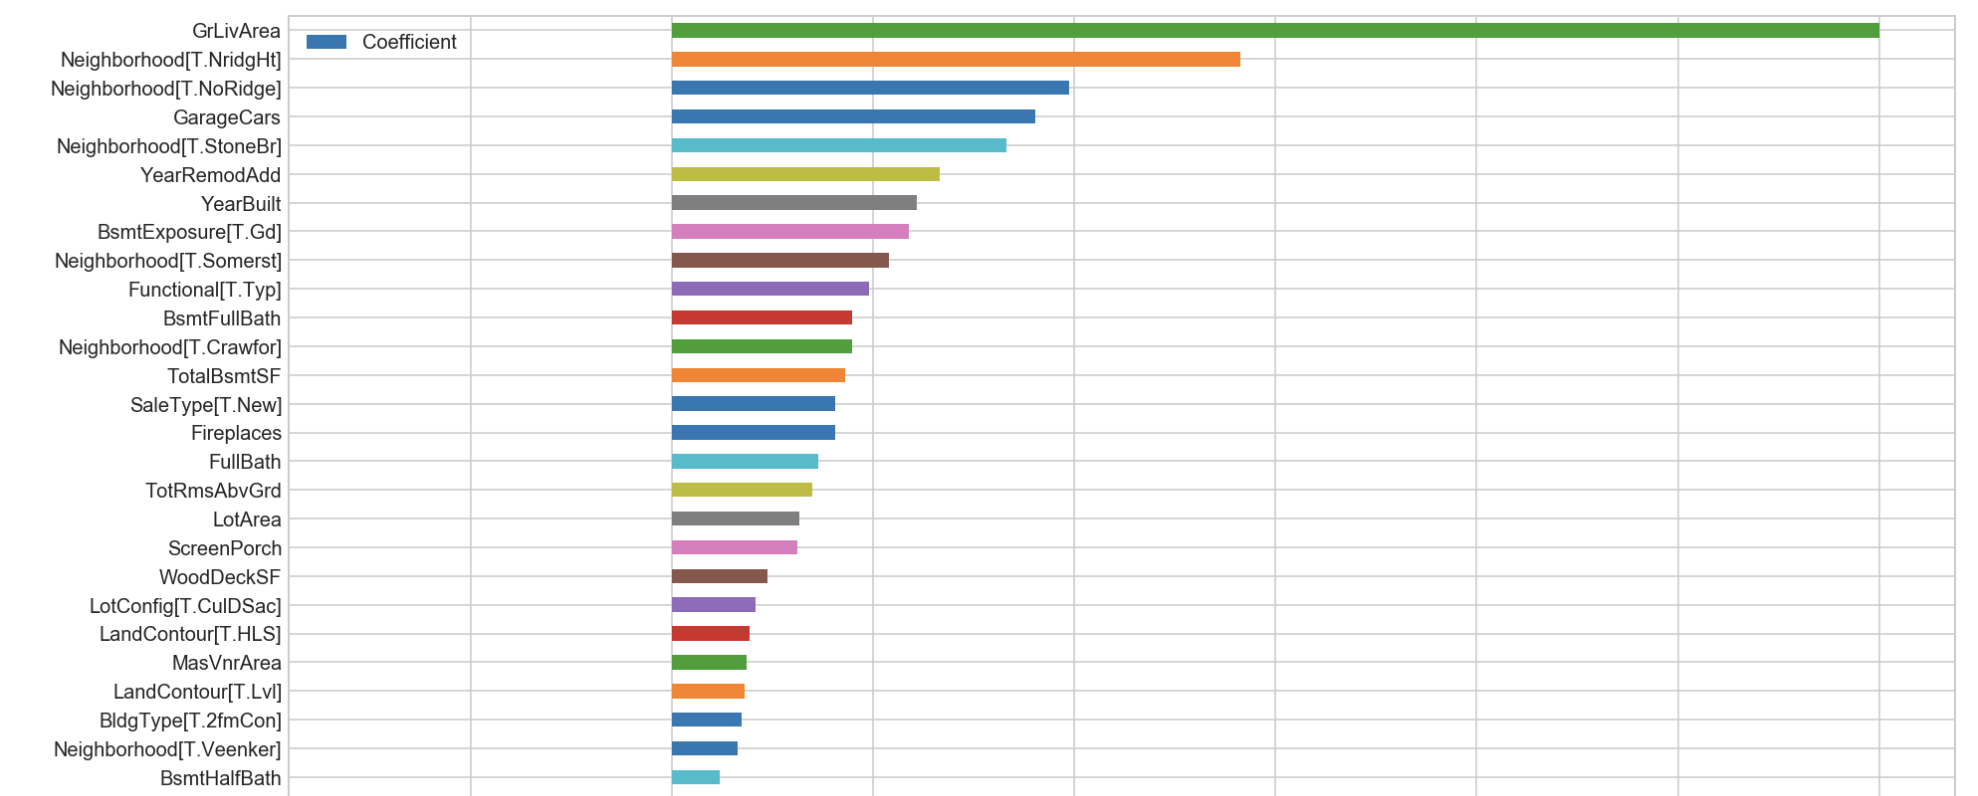 GrLivArea
Coefficient
Neighborhood[T.NridgHt]
Neighborhood[T.NoRidge]
GarageCars
Neighborhood[T.StoneBr]
YearRemodAdd
YearBuilt
BsmtExposure[T.Gd]
Neighborhood[T.Somerst]
Functional[T.Typ]
BsmtFullBath
Neighborhood[T.Crawfor]
TotalBsmtSF
SaleType[T.New]
Fireplaces
FullBath
TotRmsAbvGrd
LotArea
ScreenPorch
WoodDeckSF
LotConfig[T.CulDSac]
LandContour[T.HLS]
MasVnrArea
LandContour[T.Lvl]
BldgType[T.2fmCon]
Neighborhood[T.Veenker]
BsmtHalfBath